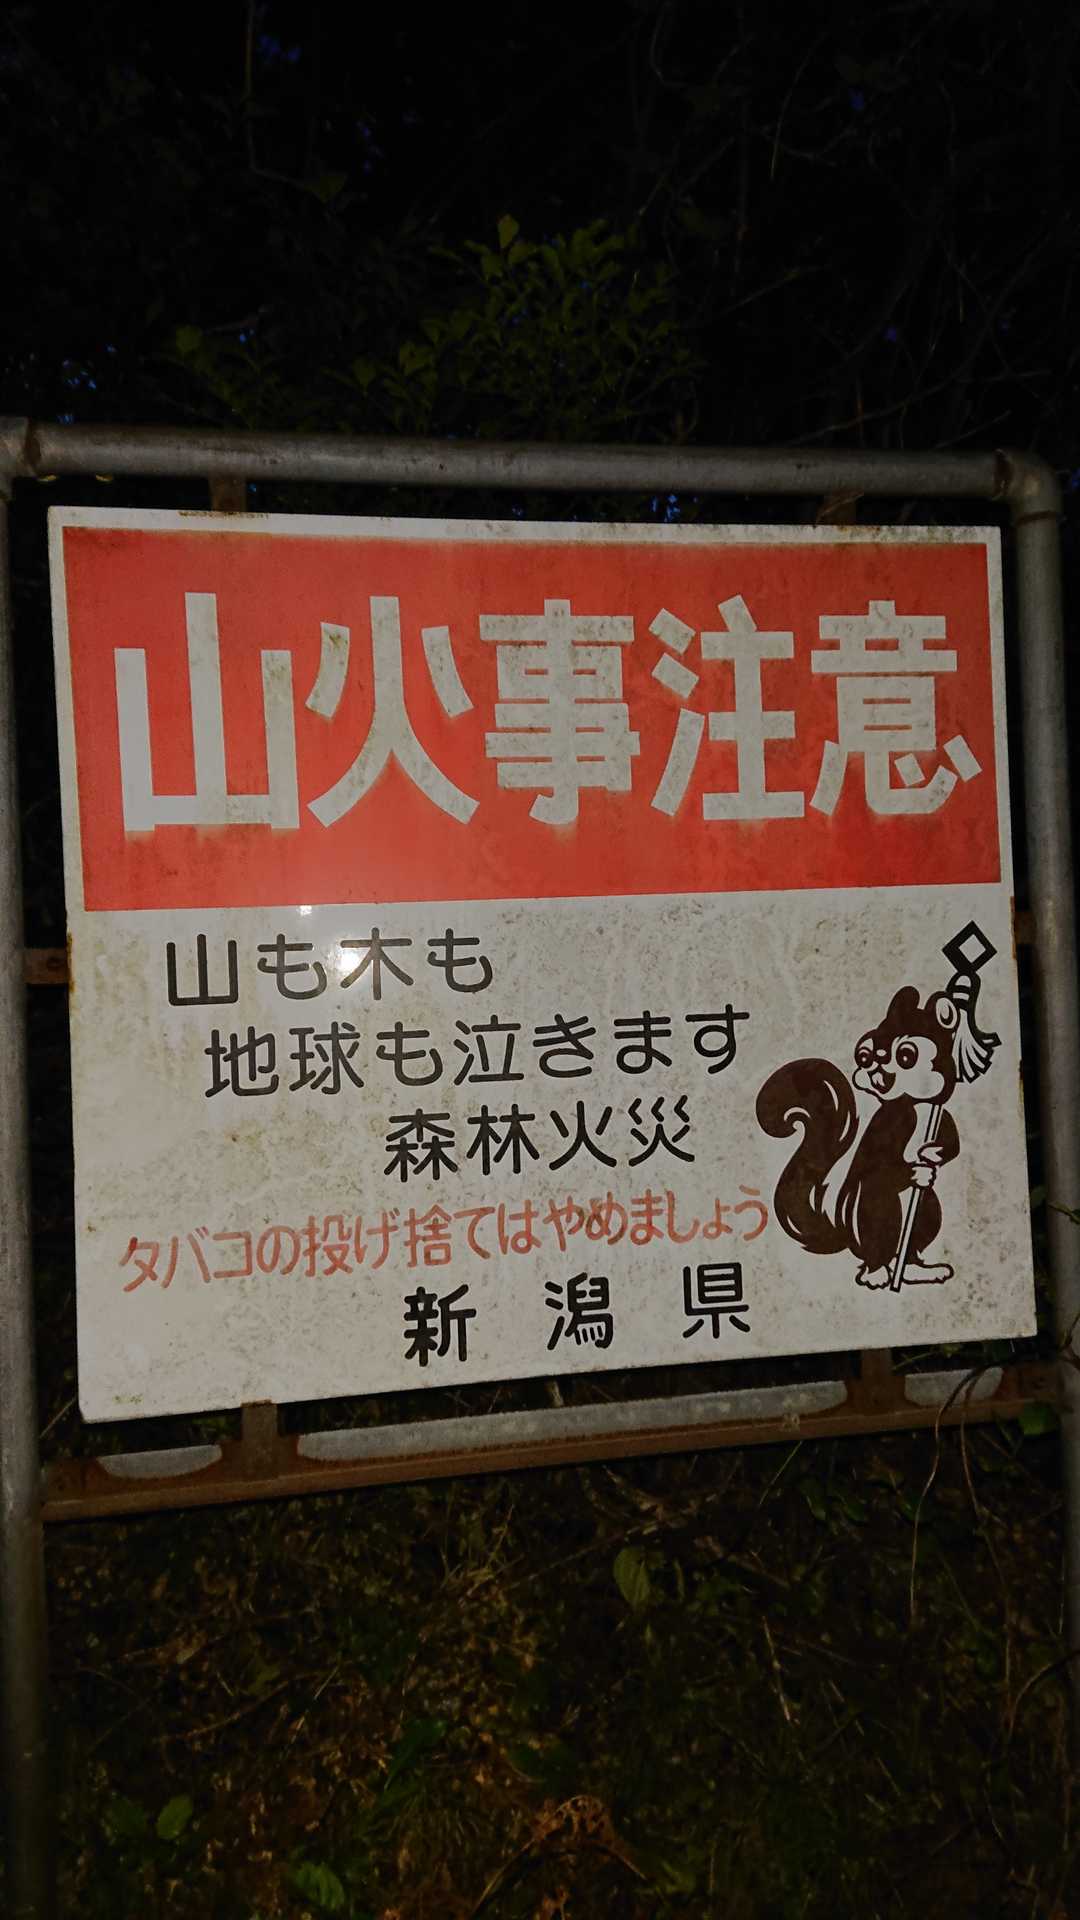 山火事注意
山も木も
地球も泣きます
森林火災
タバコの投げ捨てはやめましょう
新潟県